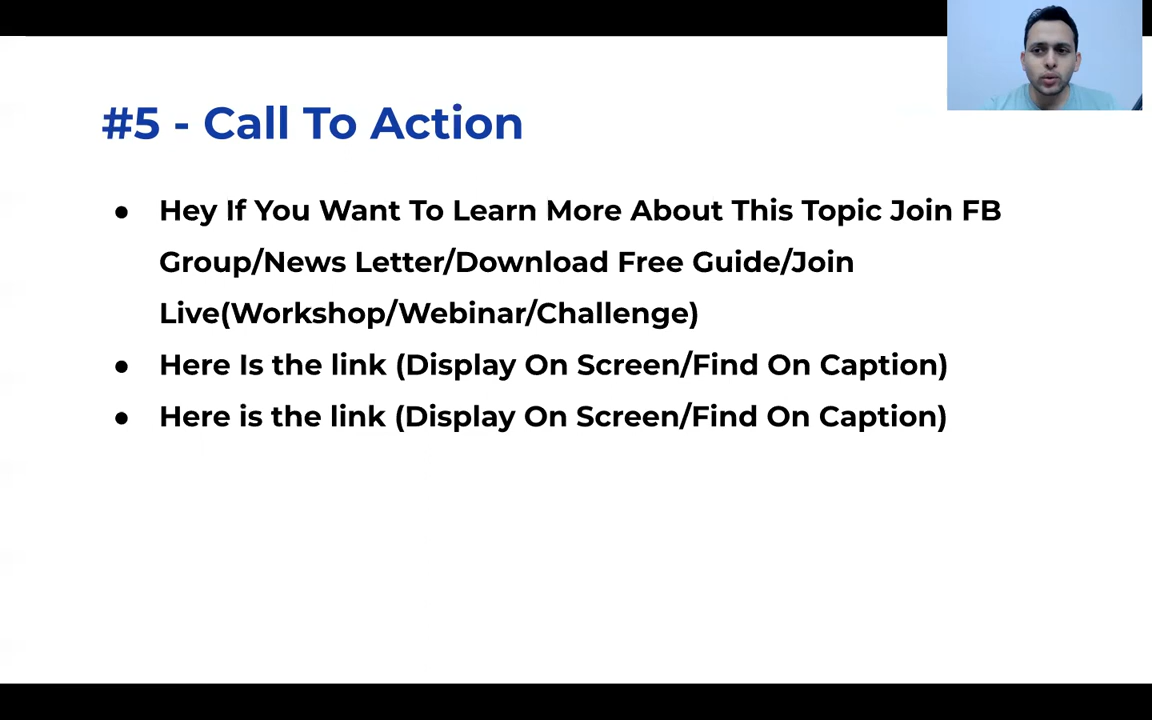 #5 - Call To Action
● Hey If You Want To Learn More About This Topic Join FB
Group/News Letter/Download Free Guide/Join
Live(Workshop/Webinar/Challenge)
● Here Is the link (Display On Screen/Find On Caption)
● Here is the link (Display On Screen/Find On Caption)